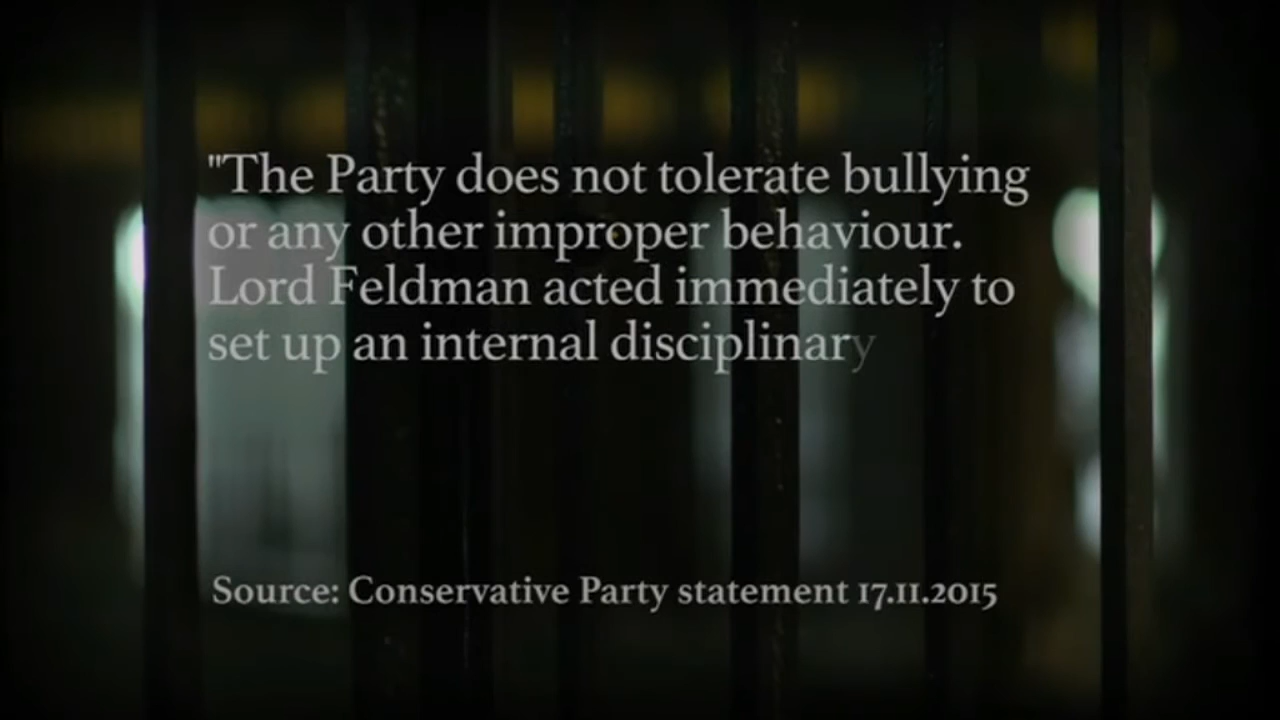 "The Party does not tolerate bullying
or any other improper behaviour.
Lord Feldman acted immediately to
set up an internal disciplinary
Source: Conservative Party statement 17.11.2015